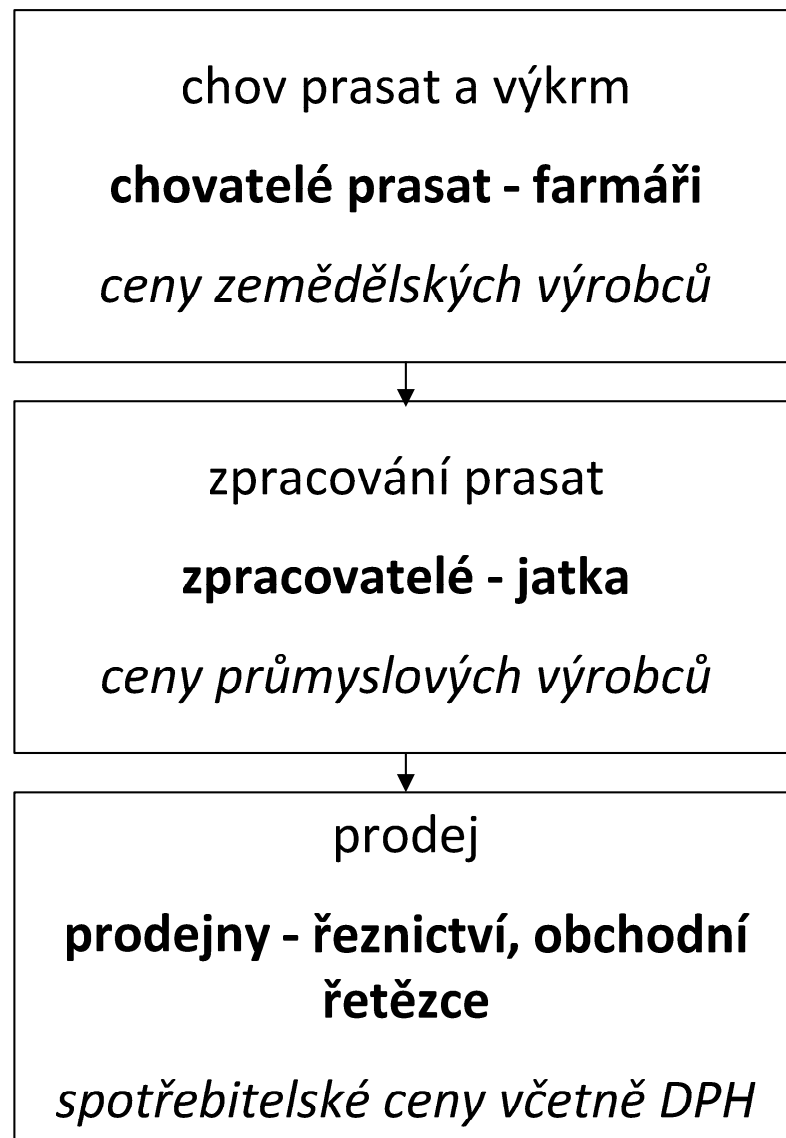 chov prasat a výkrm
chovatelé prasat - farmáři
ceny zemědělských výrobců
zpracování prasat
zpracovatelé - jatka
ceny průmyslových výrobců
prodej
prodejny - řeznictví, obchodní
řetězce
spotřebitelské ceny včetně DPH